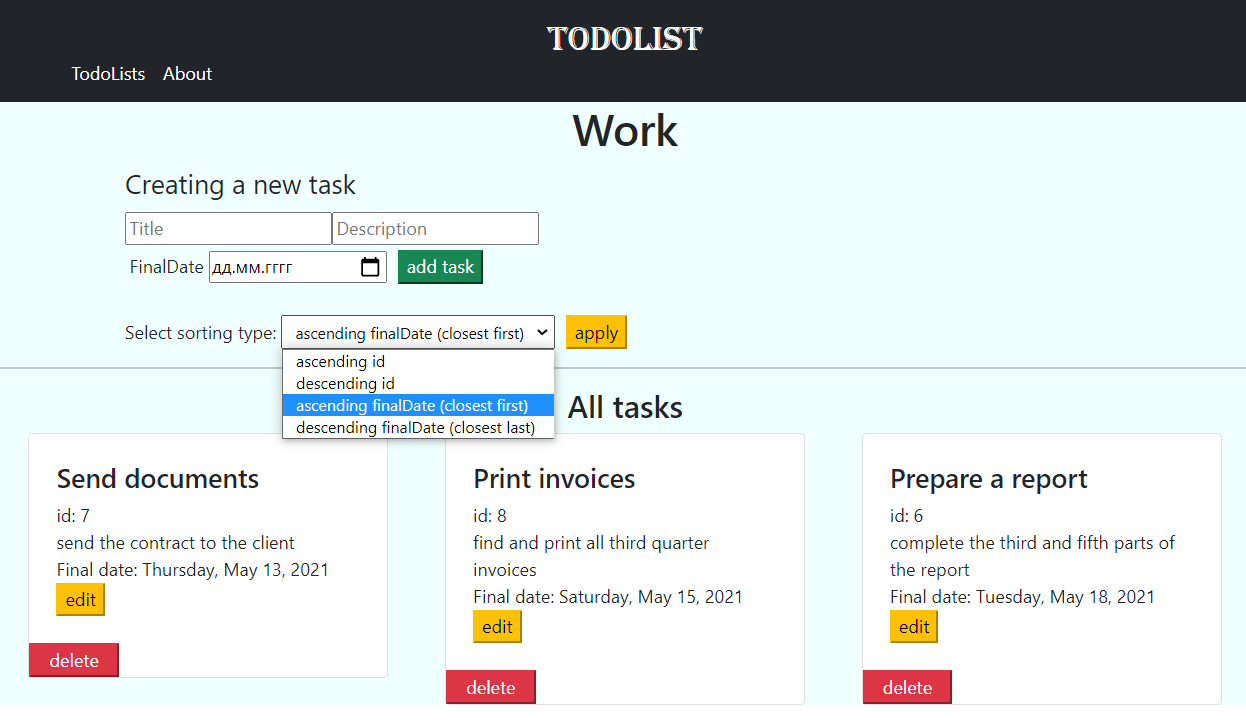 TODOLIST
TodoLists About
Work
Creating a new task
Title Description
FinalDate дд.мм.гггг add task
Select sorting type: ascending finalDate (closest first) apply
ascending id
descending id
ascending finalDate (closest first)
descending finalDate (closest last)
All tasks
Send documents
id: 7
send the contract to the client
Final date: Thursday, May 13, 2021
edit
delete
Print invoices
id: 8
find and print all third quarter
invoices
Final date: Saturday, May 15, 2021
edit
delete
Prepare a report
id: 6
complete the third and fifth parts of
the report
Final date: Tuesday, May 18, 2021
edit
delete